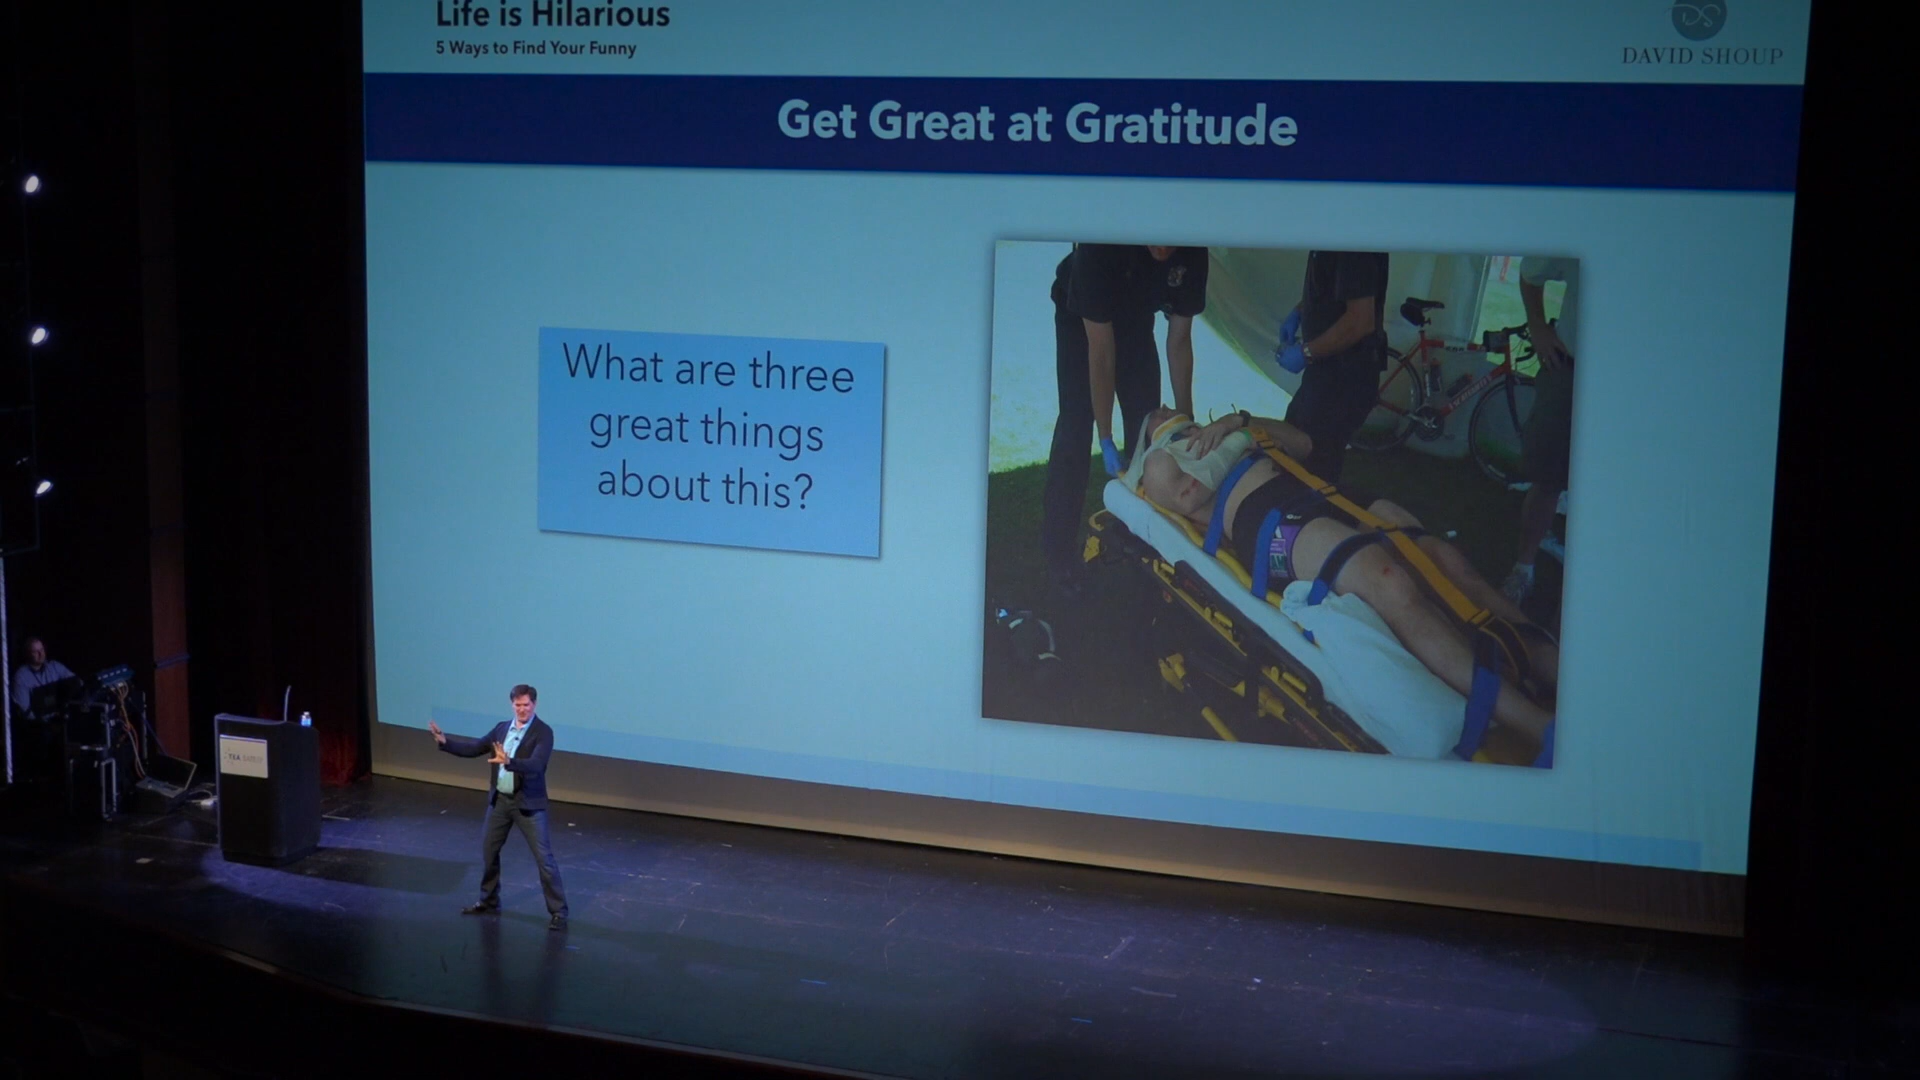 Life is Hilarious
5 Ways to Find Your Funny
DS
DAVID SHOUP
Get Great at Gratitude
What are three
great things
about this?